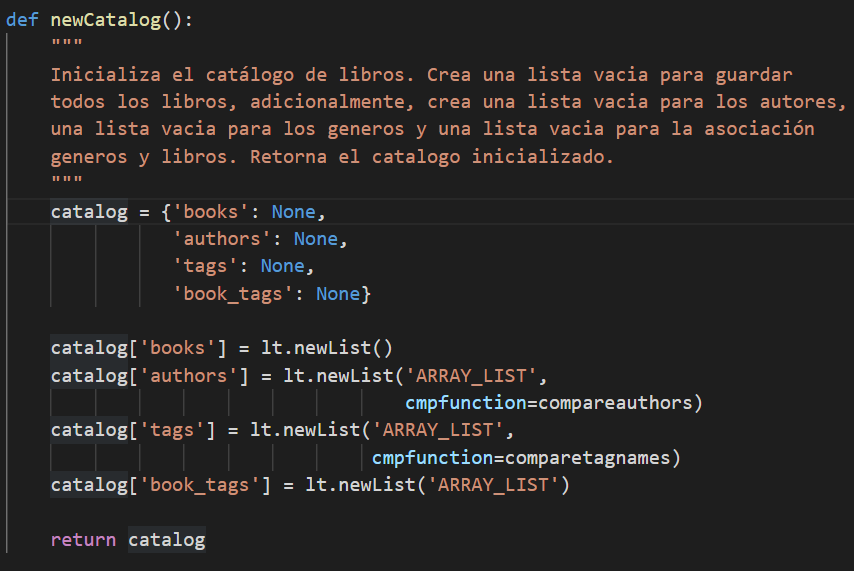 def newCatalog():
"""
Inicializa el catálogo de libros. Crea una lista vacia para guardar
todos los libros, adicionalmente, crea una lista vacia para los autores,
una lista vacia para los generos y una lista vacia para la asociación
generos y libros. Retorna el catalogo inicializado.
"""
catalog = {'books': None,
'authors': None,
'tags': None,
'book_tags': None}
catalog['books'] = lt.newList()
catalog['authors'] = lt.newList('ARRAY_LIST',
cmpfunction=compareauthors)
catalog['tags'] = lt.newList('ARRAY_LIST',
cmpfunction=comparetagnames)
catalog['book_tags'] = lt.newList('ARRAY_LIST')
return catalog